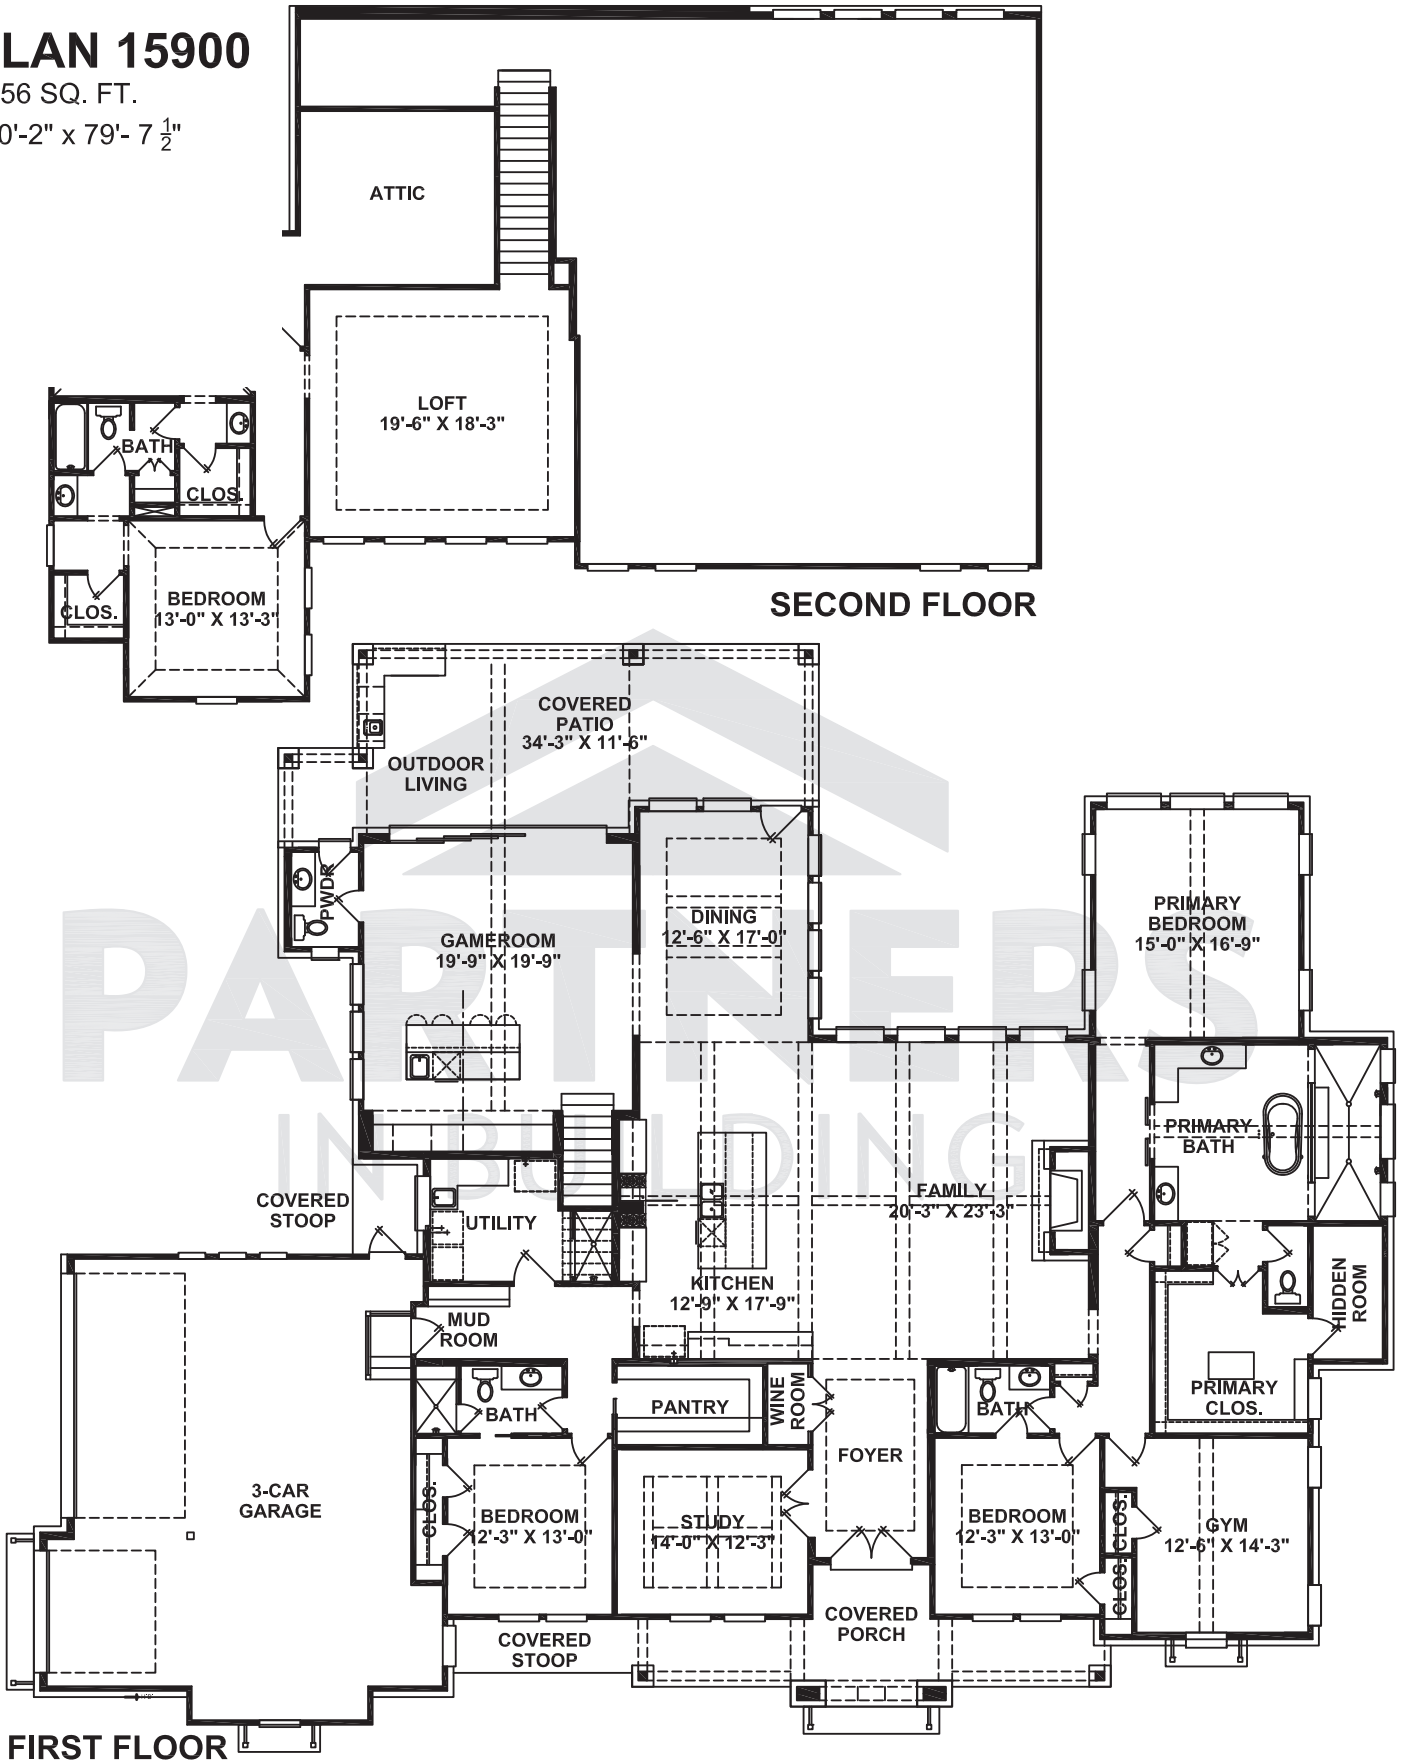 LAN 15900
56 SQ. FT.
0'-2" x 79'- 7 ½"
ATTIC
LOFT
19'-6" X 18'-3"
BATH
CLOS.
CLOS.
BEDROOM
13'-0" X 13'-3"
SECOND FLOOR
COVERED
PATIO
34'-3" X 11'-6"
OUTDOOR
LIVING
PWDR
GAMEROOM
19'-9" X 19'-9"
DINING
12'-6" X 17'-0"
PRIMARY
BEDROOM
15'-0" X 16'-9"
PARTNERS
IN BUILDING
PRIMARY
BATH
COVERED
STOOP
UTILITY
FAMILY
20'-3" X 23'-3"
KITCHEN
12'-9" X 17'-9"
HIDDEN
ROOM
MUD
ROOM
BATH
PANTRY
WINE
ROOM
BATH
PRIMARY
CLOS.
FOYER
3-CAR
GARAGE
CLOS.
BEDROOM
12'-3" X 13'-0"
STUDY
14'-0" X 12'-3"
BEDROOM
12'-3" X 13'-0"
CLOS.
CLOS.
GYM
12'-6" X 14'-3"
COVERED
PORCH
COVERED
STOOP
FIRST FLOOR